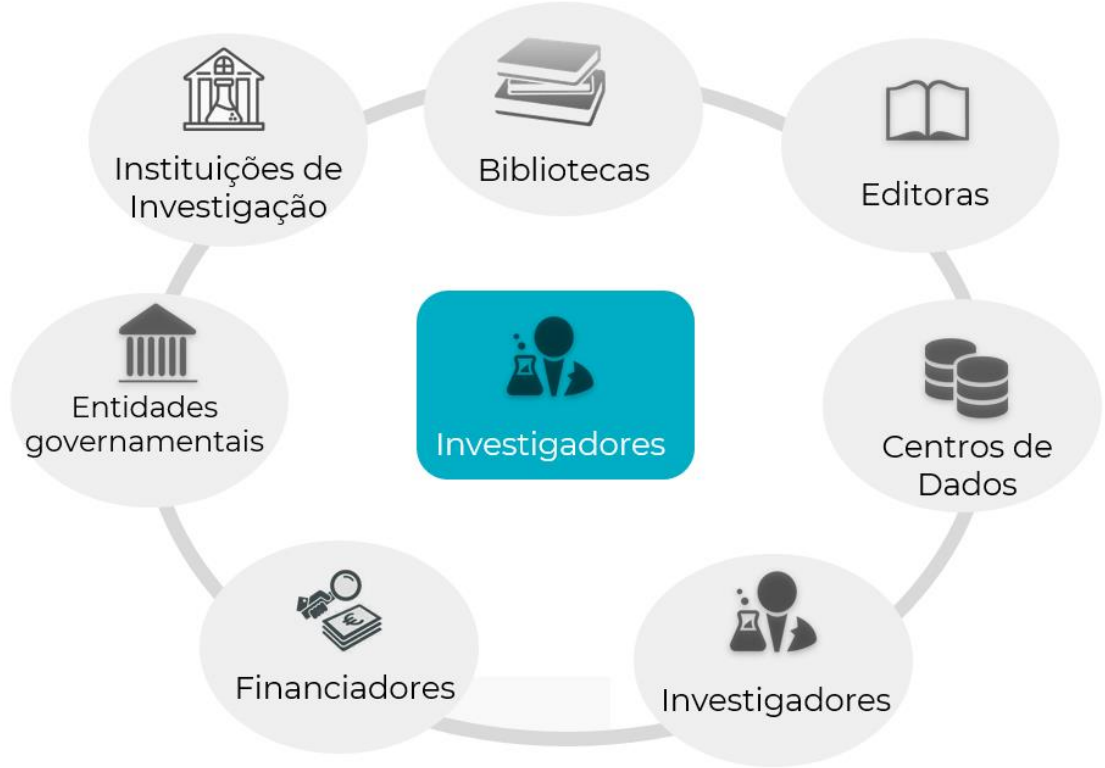 Bibliotecas
Instituições de
Investigação
Editoras
Entidades
governamentais
Investigadores
Centros de
Dados
Financiadores
€
Investigadores